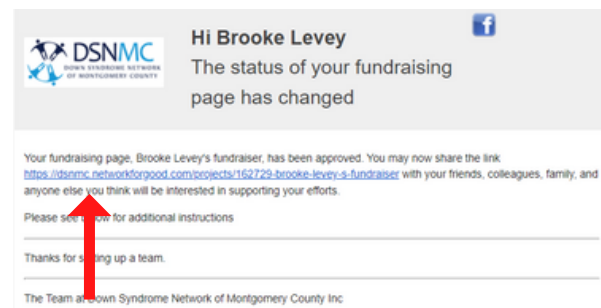 DSNMC
DOWN SYNDROME NETWORK
OF MONTGOMERY COUNTY
Hi Brooke Levey
The status of your fundraising
page has changed
f
Your fundraising page, Brooke Levey's fundraiser, has been approved. You may now share the link
https://dsnmc.networkforgood.com/projects/162729-brooke-levey-s-fundraiser with your friends, colleagues, family, and
anyone else you think will be interested in supporting your efforts.
Please see for additional instructions
Thanks for up a team.
The Team at Down Syndrome Network of Montgomery County Inc